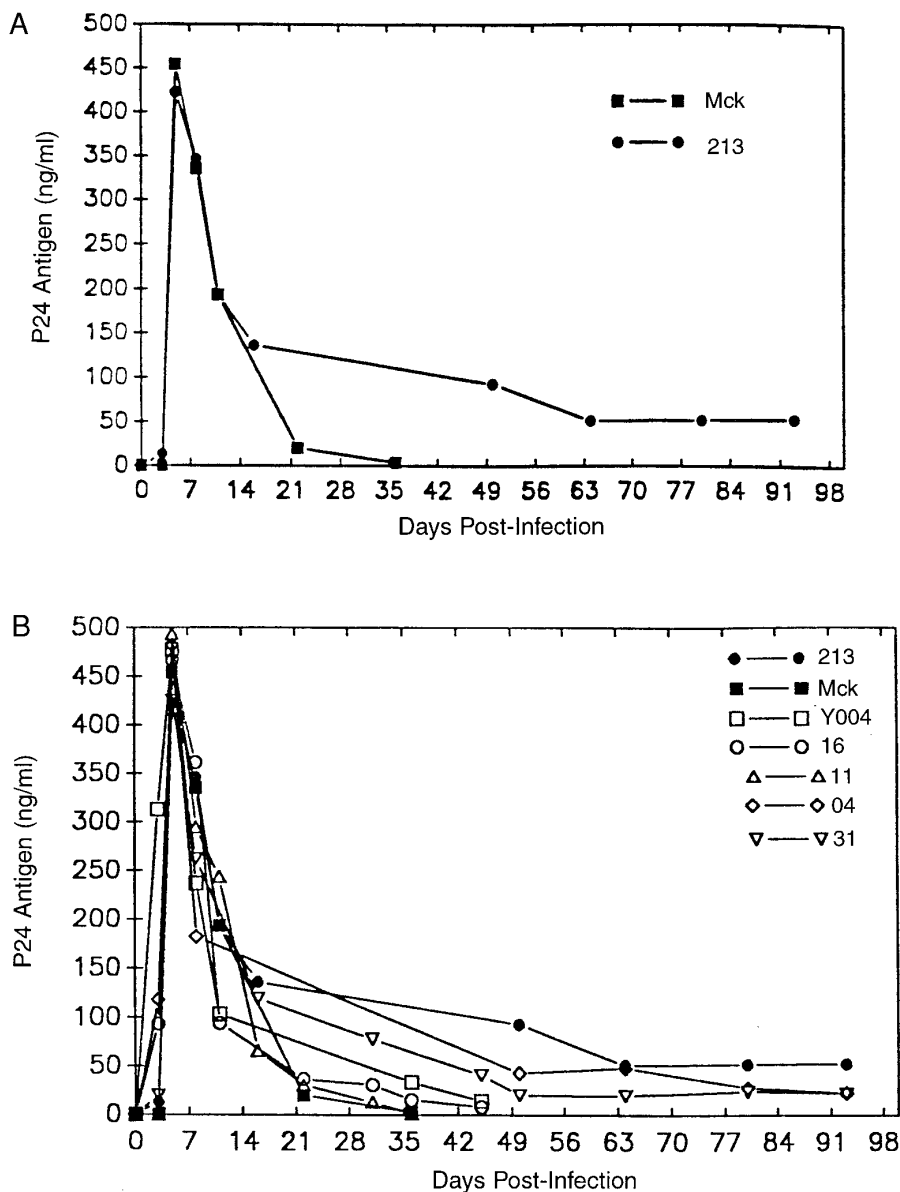 A
500
450
400
350
300
250
200
150
100
50
0
P24 Antigen (ng/ml)
Mck
213
0 7 14 21 28 35 42 49 56 63 70 77 84 91 98
Days Post-Infection
B
500
450
400
350
300
250
200
150
100
50
0
P24 Antigen (ng/ml)
213
Mck
Y004
16
11
04
31
0 7 14 21 28 35 42 49 56 63 70 77 84 91 98
Days Post-Infection